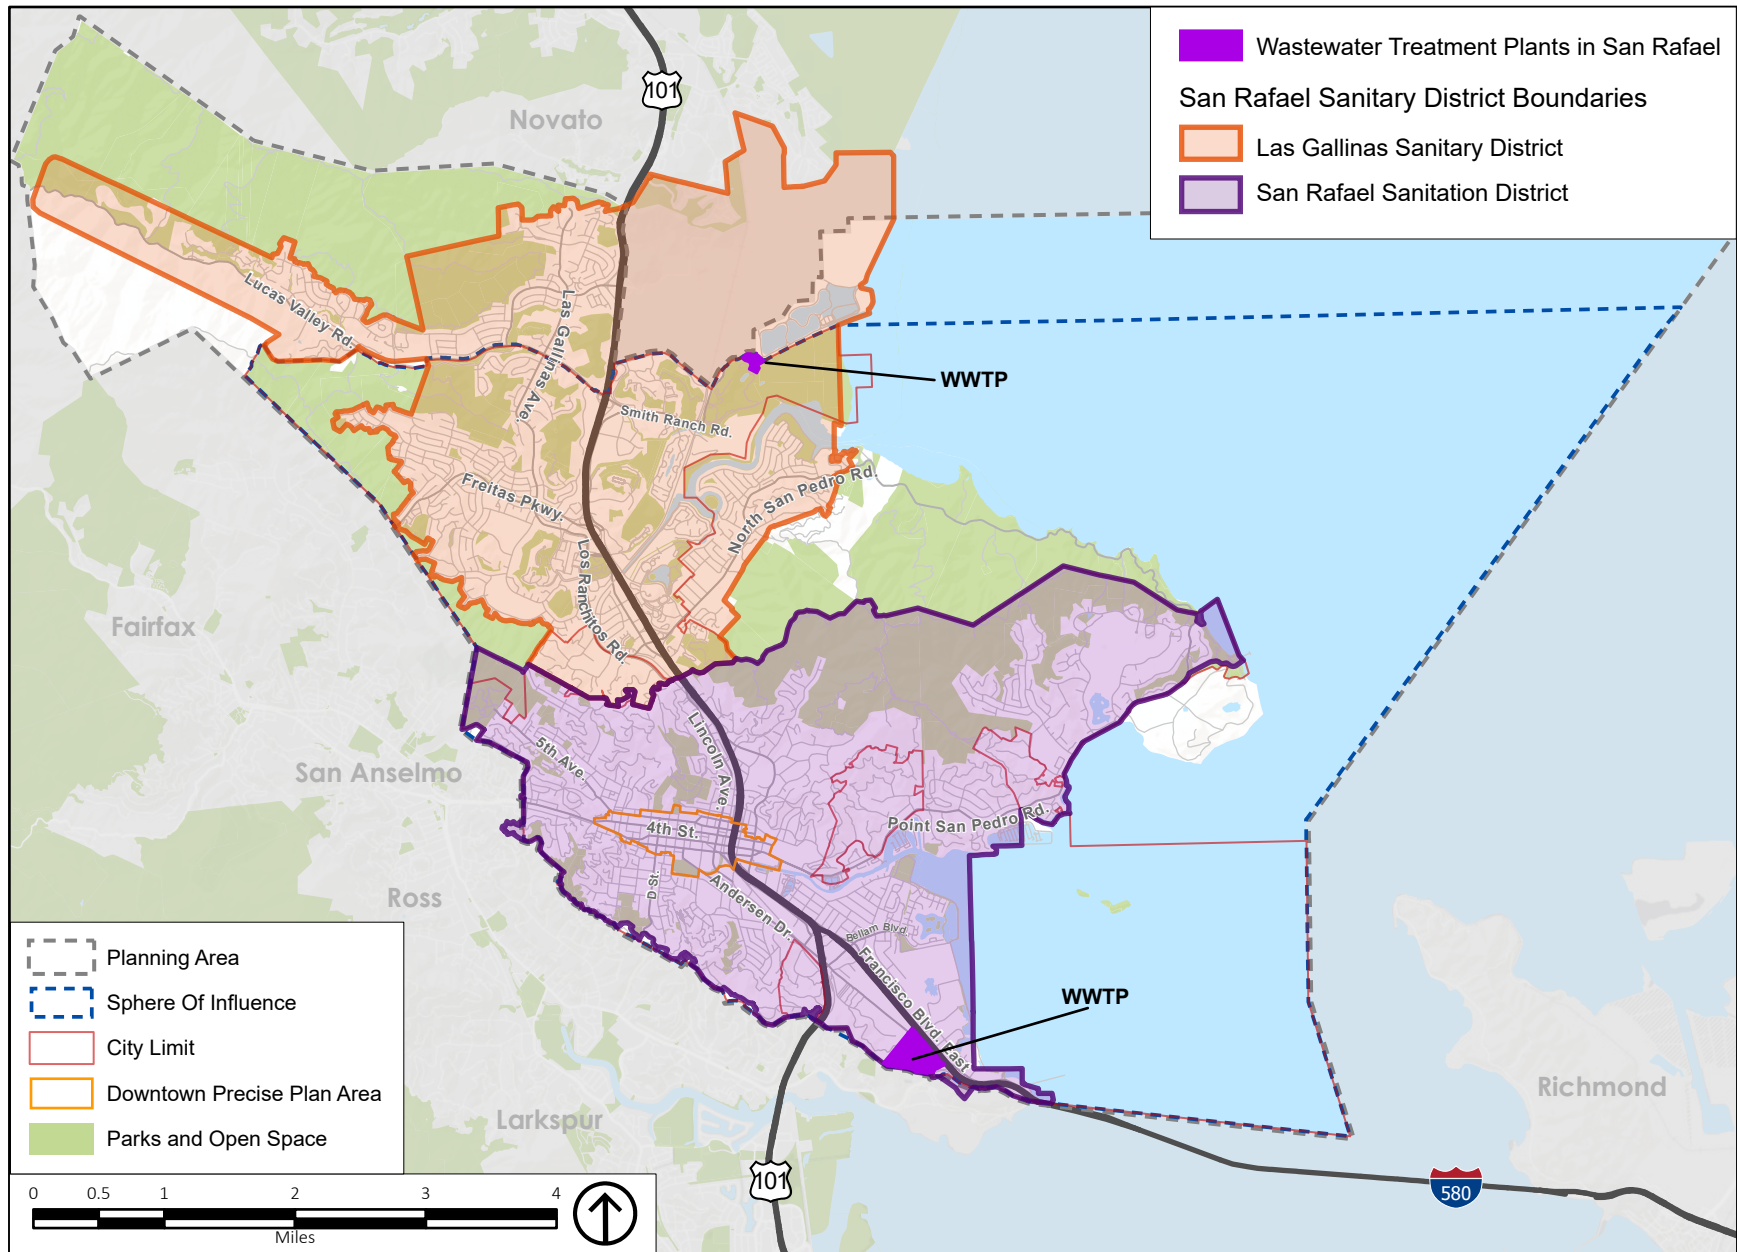 Wastewater Treatment Plants in San Rafael
San Rafael Sanitary District Boundaries
Las Gallinas Sanitary District
San Rafael Sanitation District
101
Novato
Lucas Valley Rd.
Las Gallinas Ave.
WWTP
Smith Ranch Rd.
Freitas Pkwy.
North San Pedro Rd.
Los Ranchitos Rd.
Fairfax
San Anselmo
5th Ave.
Lincoln Ave.
4th St.
Point San Pedro Rd.
Ross
D St.
Andersen Dr.
Bellam Blvd.
Francisco Blvd. East
WWTP
Richmond
Larkspur
101
580
Planning Area
Sphere Of Influence
City Limit
Downtown Precise Plan Area
Parks and Open Space
0 0.5 1 2 3 4
Miles